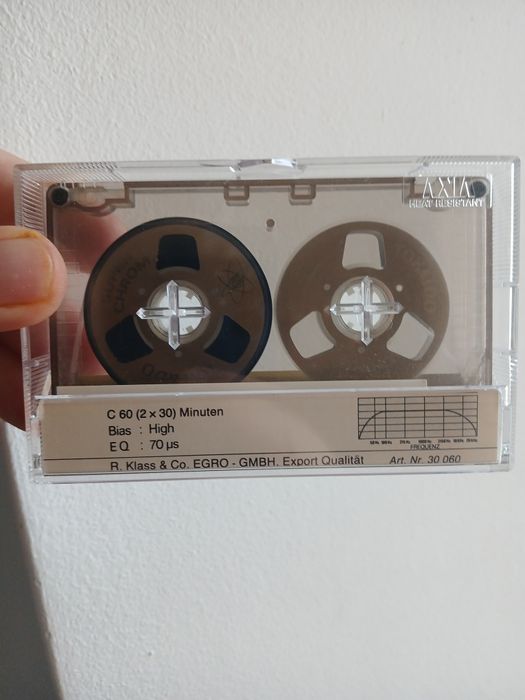 AXIA
HEAT RESISTANT
CHROM
C 60 (2 x 30) Minuten
Bias : High
EQ : 70 µs
FREQUENZ
R. Klass & Co. EGRO - GMBH. Export Qualität
Art. Nr. 30 060